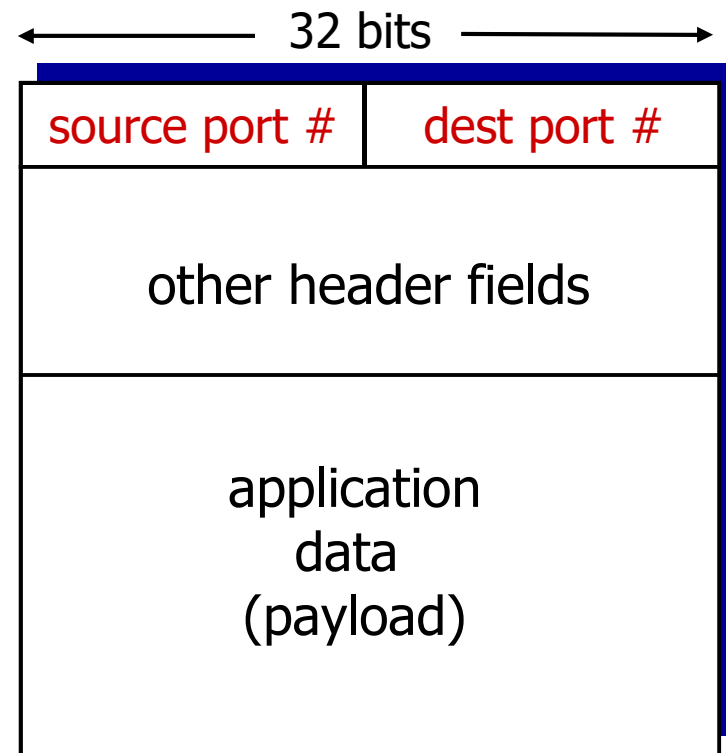 32 bits
source port # dest port #
other header fields
application
data
(payload)